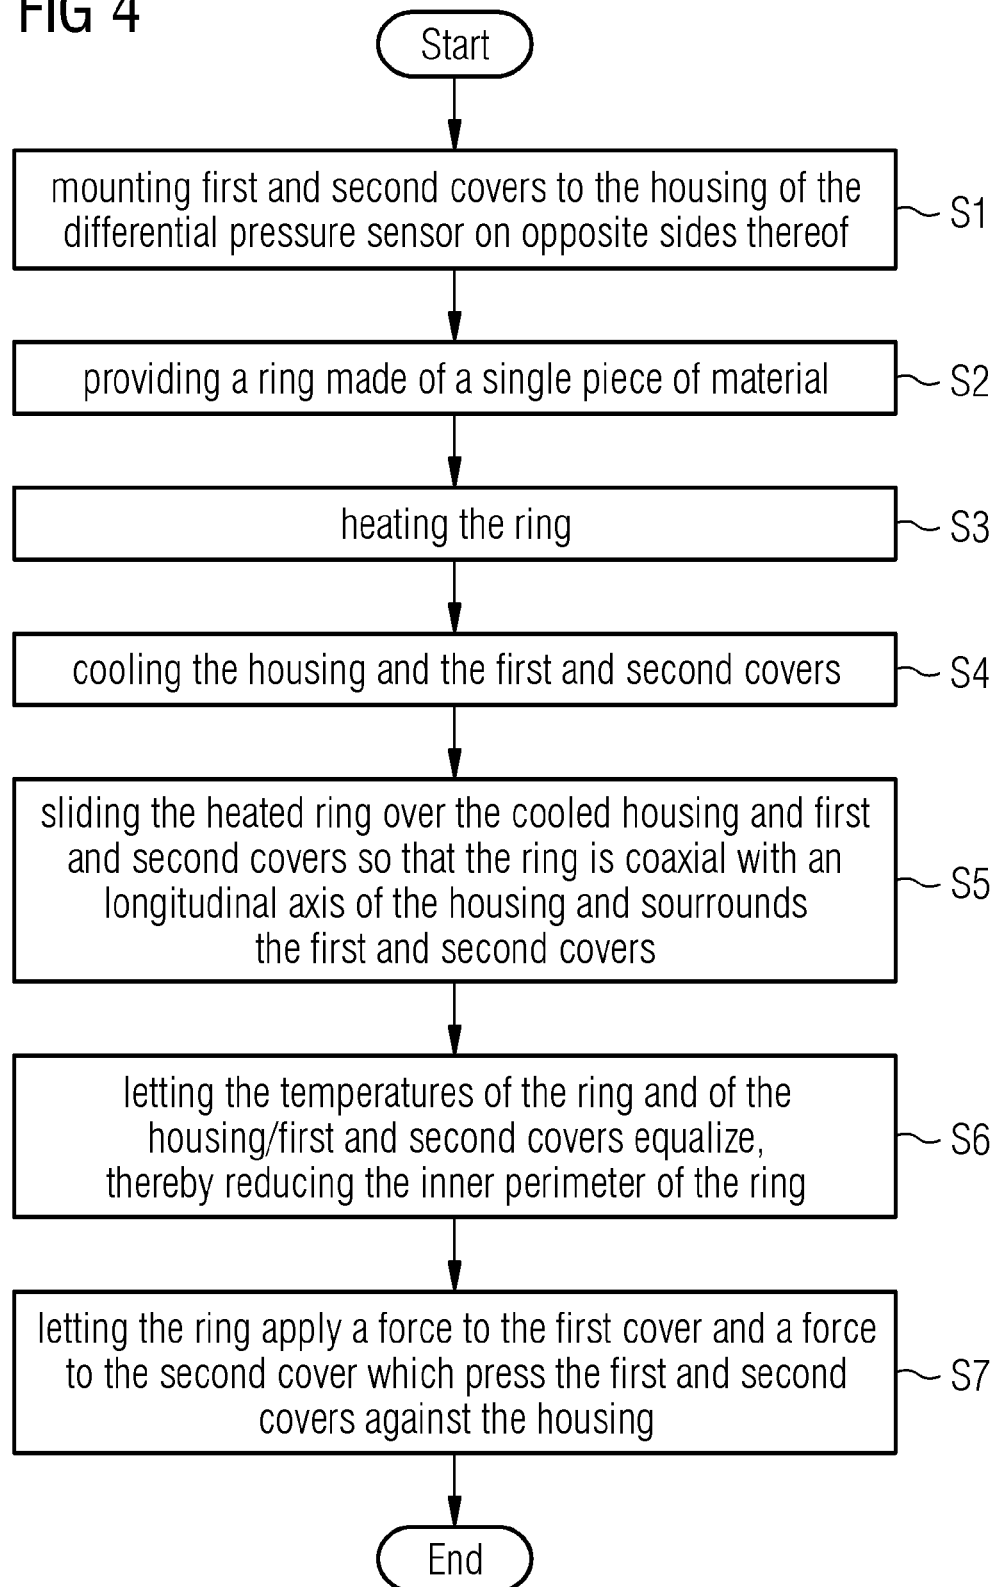 FIG 4
Start
mounting first and second covers to the housing of the
differential pressure sensor on opposite sides thereof
S1
providing a ring made of a single piece of material
S2
heating the ring
S3
cooling the housing and the first and second covers
S4
sliding the heated ring over the cooled housing and first
and second covers so that the ring is coaxial with an
longitudinal axis of the housing and sourrounds
the first and second covers
S5
letting the temperatures of the ring and of the
housing/first and second covers equalize,
thereby reducing the inner perimeter of the ring
S6
letting the ring apply a force to the first cover and a force
to the second cover which press the first and second
covers against the housing
S7
End